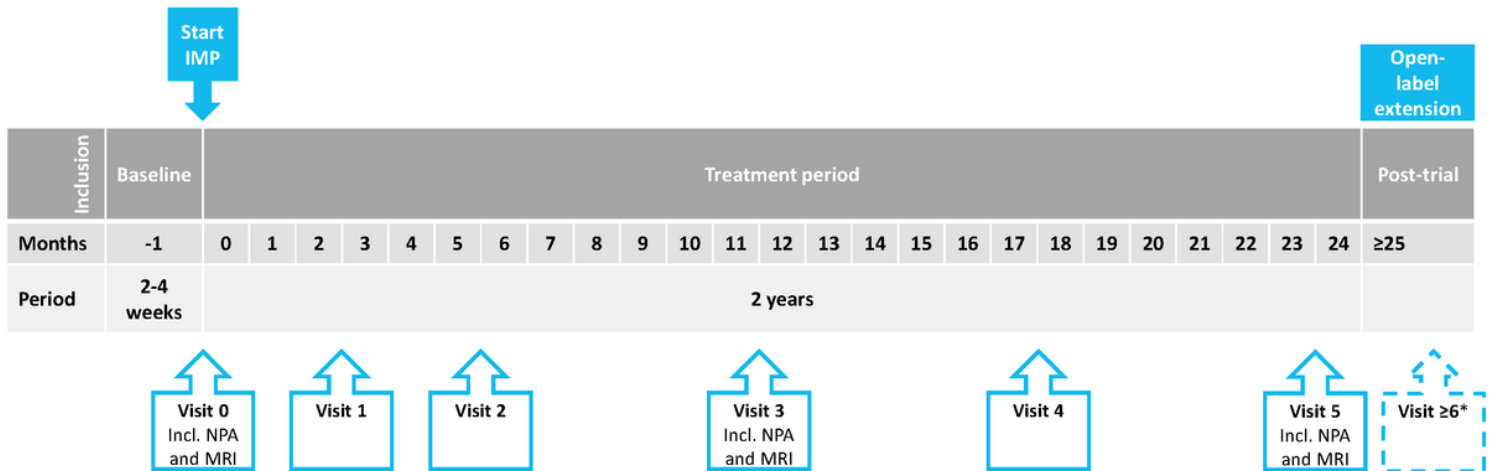 Start
IMP
Open-
label
extension
Inclusion
Baseline
Treatment period
Post-trial
Months -1 0 1 2 3 4 5 6 7 8 9 10 11 12 13 14 15 16 17 18 19 20 21 22 23 24 ≥25
Period 2-4 weeks 2 years
Visit 0
Incl. NPA
and MRI
Visit 1
Visit 2
Visit 3
Incl. NPA
and MRI
Visit 4
Visit 5
Incl. NPA
and MRI
Visit ≥6*